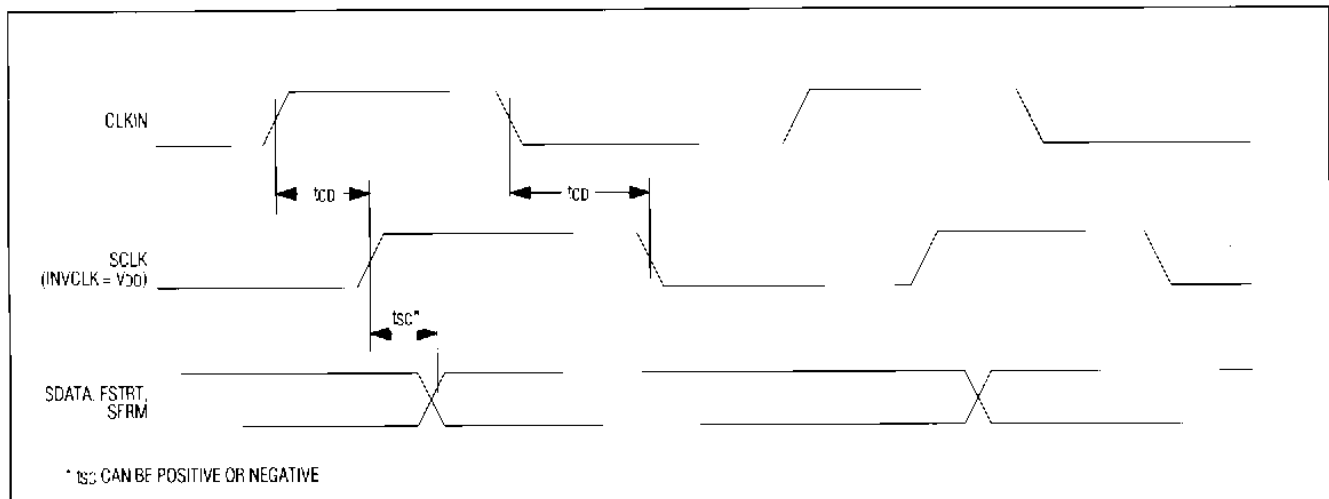 CLKIN
tCD
tCD
SCLK
(INVCLK = VDD)
tSC*
SDATA, FSTRT,
SFRM
* tSC CAN BE POSITIVE OR NEGATIVE